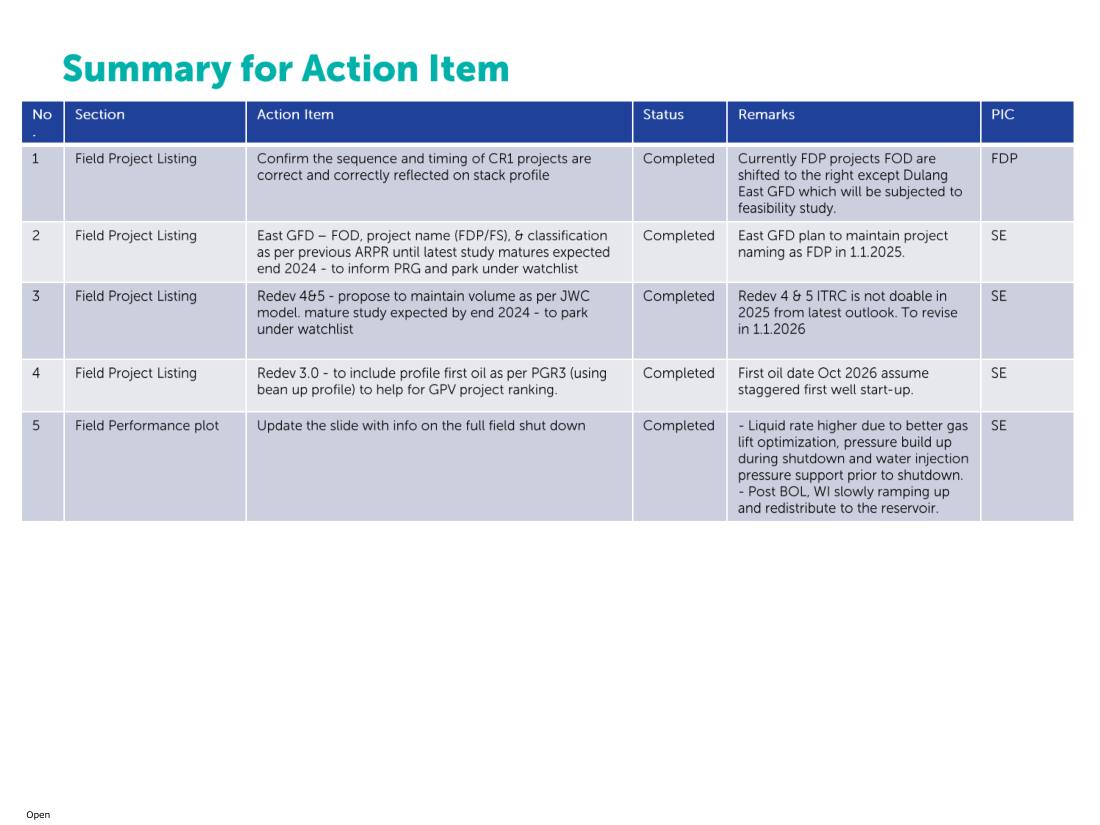 Summary for Action Item
No
.
Section
Action Item
Status
Remarks
PIC
1
Field Project Listing
Confirm the sequence and timing of CR1 projects are
correct and correctly reflected on stack profile
Completed
Currently FDP projects FOD are
shifted to the right except Dulang
East GFD which will be subjected to
feasibility study.
FDP
2
Field Project Listing
East GFD – FOD, project name (FDP/FS), & classification
as per previous ARPR until latest study matures expected
end 2024 - to inform PRG and park under watchlist
Completed
East GFD plan to maintain project
naming as FDP in 1.1.2025.
SE
3
Field Project Listing
Redev 4&5 - propose to maintain volume as per JWC
model. mature study expected by end 2024 - to park
under watchlist
Completed
Redev 4 & 5 ITRC is not doable in
2025 from latest outlook. To revise
in 1.1.2026
SE
4
Field Project Listing
Redev 3.0 - to include profile first oil as per PGR3 (using
bean up profile) to help for GPV project ranking.
Completed
First oil date Oct 2026 assume
staggered first well start-up.
SE
5
Field Performance plot
Update the slide with info on the full field shut down
Completed
- Liquid rate higher due to better gas
lift optimization, pressure build up
during shutdown and water injection
pressure support prior to shutdown.
- Post BOL, WI slowly ramping up
and redistribute to the reservoir.
SE
Open